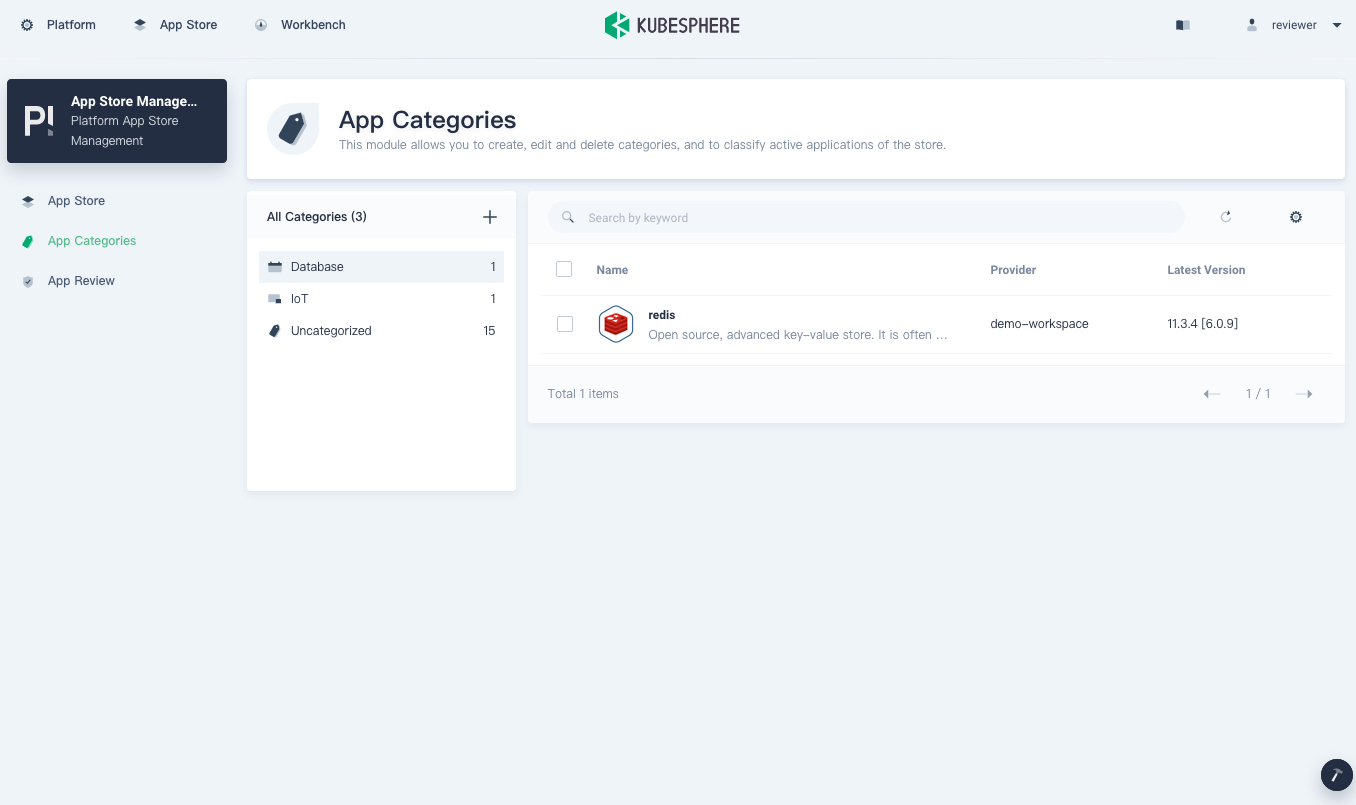 Platform
App Store
Workbench
KUBESPHERE
reviewer
App Store Manage...
Platform App Store
Management
App Store
App Categories
App Review
App Categories
This module allows you to create, edit and delete categories, and to classify active applications of the store.
All Categories (3)
Database 1
IoT 1
Uncategorized 15
Search by keyword
Name Provider Latest Version
redis
Open source, advanced key-value store. It is often ...
demo-workspace
11.3.4 [6.0.9]
Total 1 items
1 / 1